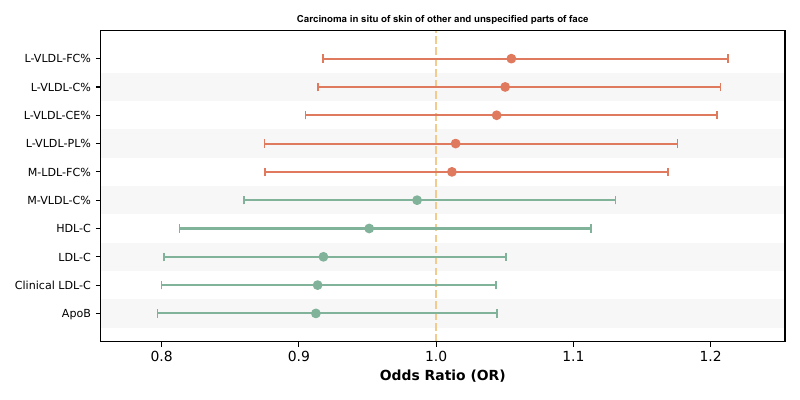 Carcinoma in situ of skin of other and unspecified parts of face
L-VLDL-FC%
L-VLDL-C%
L-VLDL-CE%
L-VLDL-PL%
M-LDL-FC%
M-VLDL-C%
HDL-C
LDL-C
Clinical LDL-C
ApoB
0.8 0.9 1.0 1.1 1.2
Odds Ratio (OR)